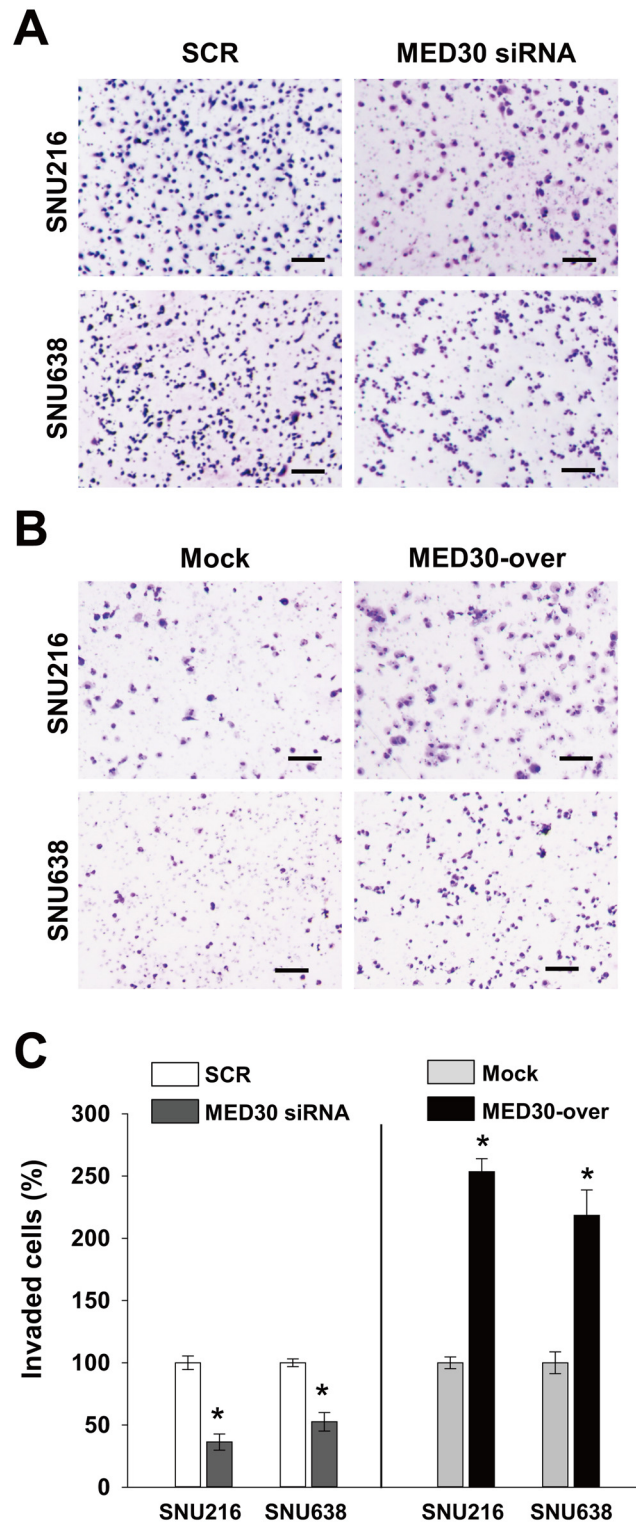 A
SCR MED30 siRNA
SNU216
SNU638
B
Mock MED30-over
SNU216
SNU638
C
SCR
MED30 siRNA
Mock
MED30-over
Invaded cells (%)
300
250
200
150
100
50
0
* * * *
SNU216 SNU638 SNU216 SNU638